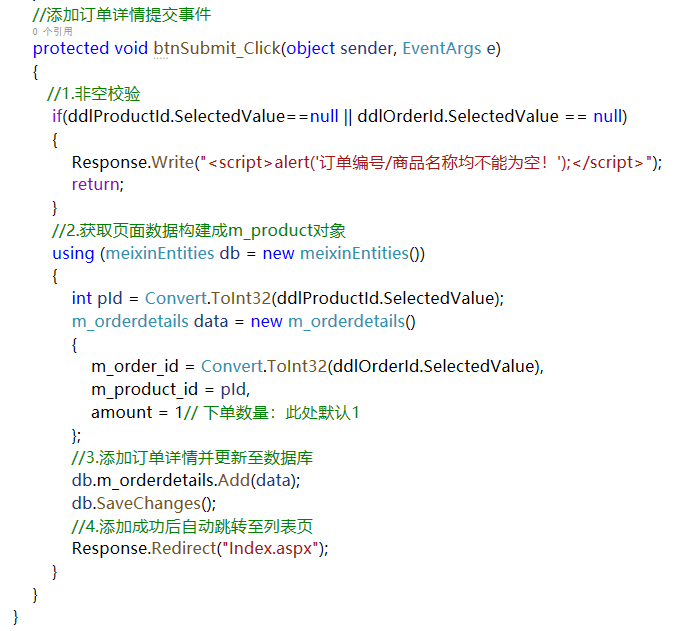 //添加订单详情提交事件
0 个引用
protected void btnSubmit_Click(object sender, EventArgs e)
{
//1.非空校验
if(ddlProductId.SelectedValue==null || ddlOrderId.SelectedValue == null)
{
Response.Write("<script>alert('订单编号/商品名称均不能为空！');</script>");
return;
}
//2.获取页面数据构建成m_product对象
using (meixinEntities db = new meixinEntities())
{
int pId = Convert.ToInt32(ddlProductId.SelectedValue);
m_orderdetails data = new m_orderdetails()
{
m_order_id = Convert.ToInt32(ddlOrderId.SelectedValue),
m_product_id = pId,
amount = 1// 下单数量：此处默认1
};
//3.添加订单详情并更新至数据库
db.m_orderdetails.Add(data);
db.SaveChanges();
//4.添加成功后自动跳转至列表页
Response.Redirect("Index.aspx");
}
}
}